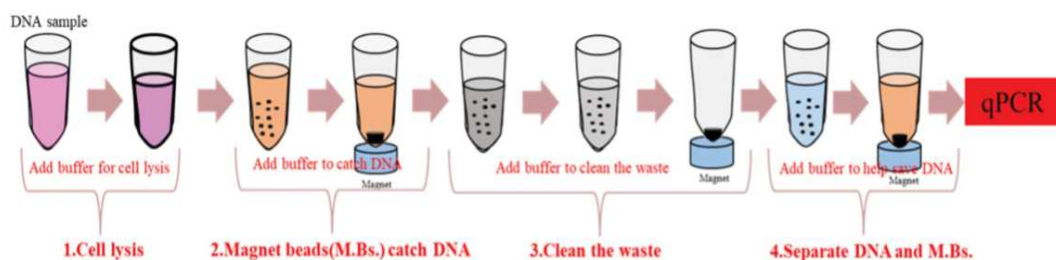 DNA sample
qPCR
Add buffer for cell lysis
Add buffer to catch DNA
Magnet
Add buffer to clean the waste
Magnet
Add buffer to help save DNA
Magnet
1.Cell lysis
2.Magnet beads(M.Bs.) catch DNA
3.Clean the waste
4.Separate DNA and M.Bs.